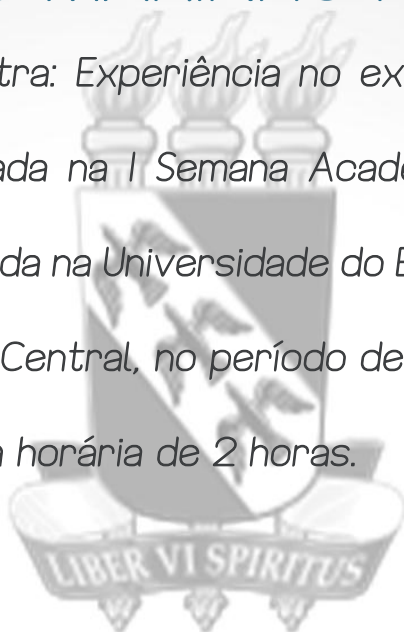 tra: Experiência no ex
ada na I Semana Acad
da na Universidade do
Central, no período de
horária de 2 horas.
LIBER VI SPIRITUS